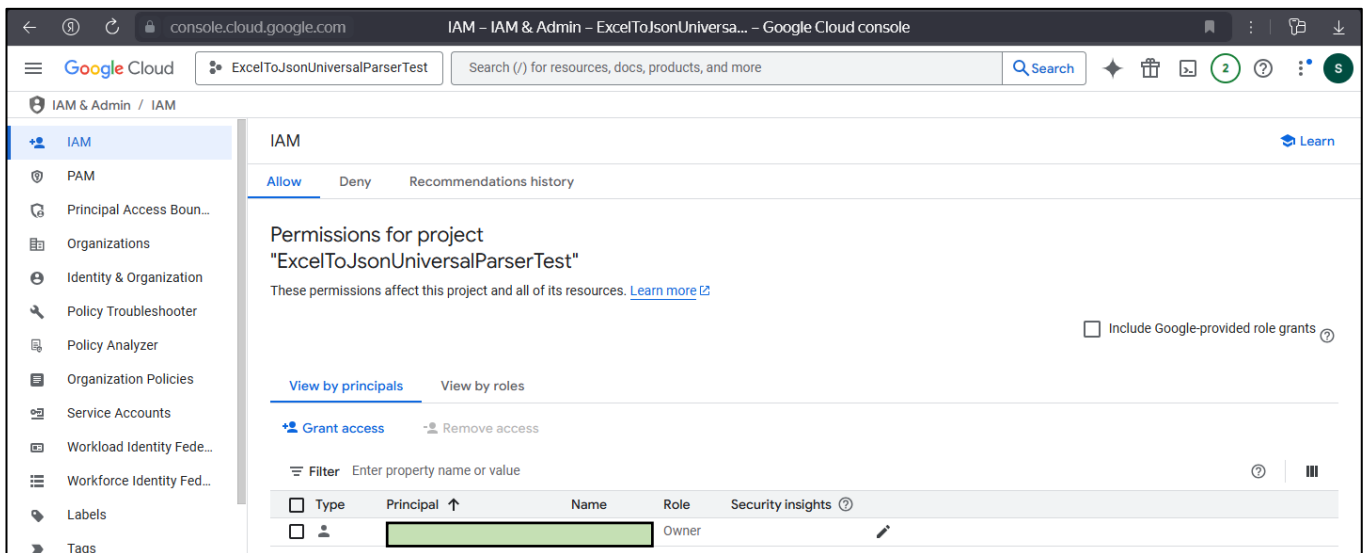 console.cloud.google.com IAM – IAM & Admin – ExcelToJsonUniversa... – Google Cloud console
Google Cloud ExcelToJsonUniversalParserTest Search (/) for resources, docs, products, and more Search 2 S
IAM & Admin / IAM
IAM
PAM
Principal Access Boun...
Organizations
Identity & Organization
Policy Troubleshooter
Policy Analyzer
Organization Policies
Service Accounts
Workload Identity Fede...
Workforce Identity Fed...
Labels
Tags
IAM Learn
Allow Deny Recommendations history
Permissions for project
"ExcelToJsonUniversalParserTest"
These permissions affect this project and all of its resources. Learn more
Include Google-provided role grants
View by principals View by roles
Grant access Remove access
Filter Enter property name or value
Type Principal Name Role Security insights
Owner